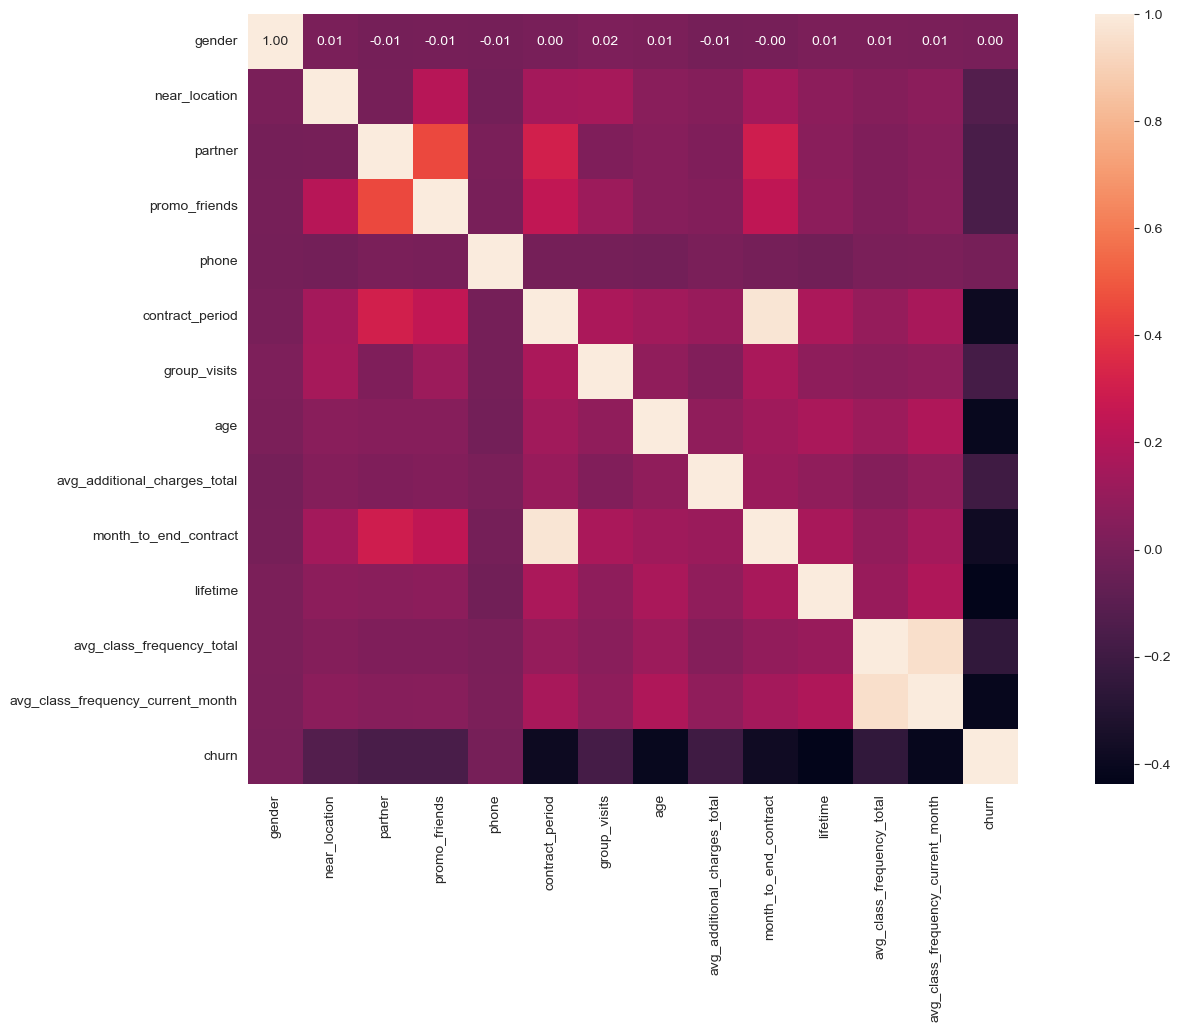 gender 1.00 0.01 -0.01 -0.01 -0.01 0.00 0.02 0.01 -0.01 -0.00 0.01 0.01 0.01 0.00
near_location
partner
promo_friends
phone
contract_period
group_visits
age
avg_additional_charges_total
month_to_end_contract
lifetime
avg_class_frequency_total
avg_class_frequency_current_month
churn
gender
near_location
partner
promo_friends
phone
contract_period
group_visits
age
avg_additional_charges_total
month_to_end_contract
lifetime
avg_class_frequency_total
avg_class_frequency_current_month
churn
1.0
0.8
0.6
0.4
0.2
0.0
−0.2
−0.4